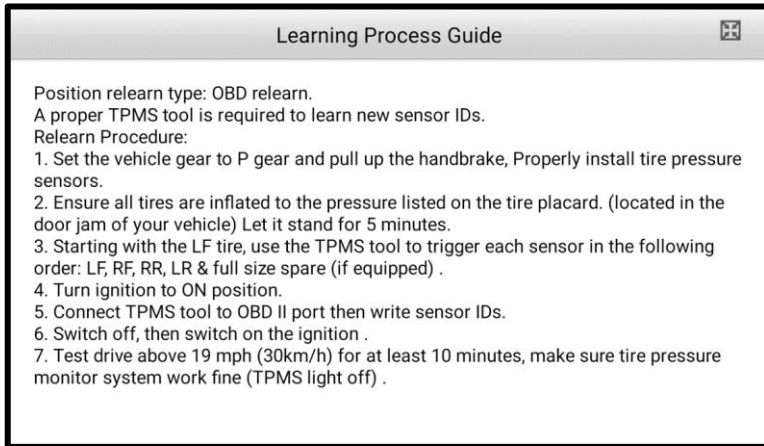 Learning Process Guide
Position relearn type: OBD relearn.
A proper TPMS tool is required to learn new sensor IDs.
Relearn Procedure:
1. Set the vehicle gear to P gear and pull up the handbrake, Properly install tire pressure
sensors.
2. Ensure all tires are inflated to the pressure listed on the tire placard. (located in the
door jam of your vehicle) Let it stand for 5 minutes.
3. Starting with the LF tire, use the TPMS tool to trigger each sensor in the following
order: LF, RF, RR, LR & full size spare (if equipped) .
4. Turn ignition to ON position.
5. Connect TPMS tool to OBD II port then write sensor IDs.
6. Switch off, then switch on the ignition .
7. Test drive above 19 mph (30km/h) for at least 10 minutes, make sure tire pressure
monitor system work fine (TPMS light off) .